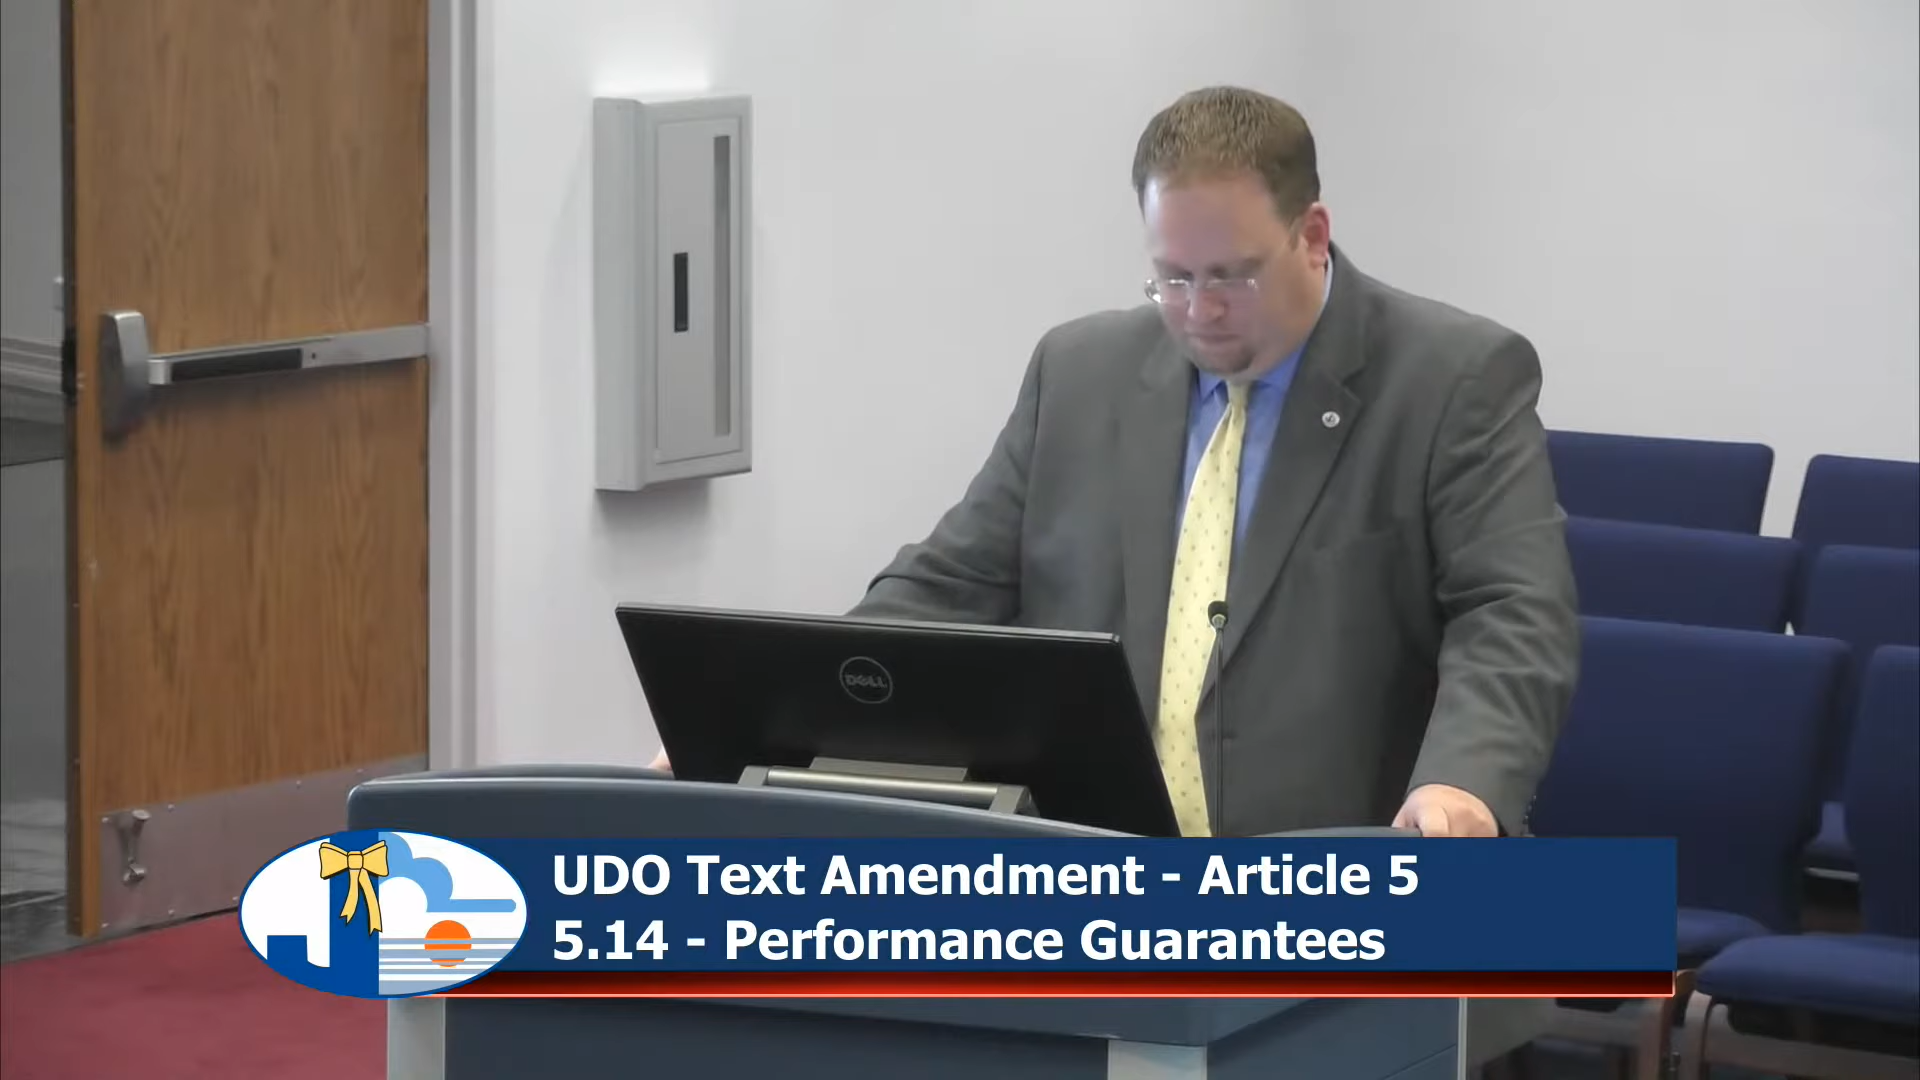 DELL
UDO Text Amendment - Article 5
5.14 - Performance Guarantees